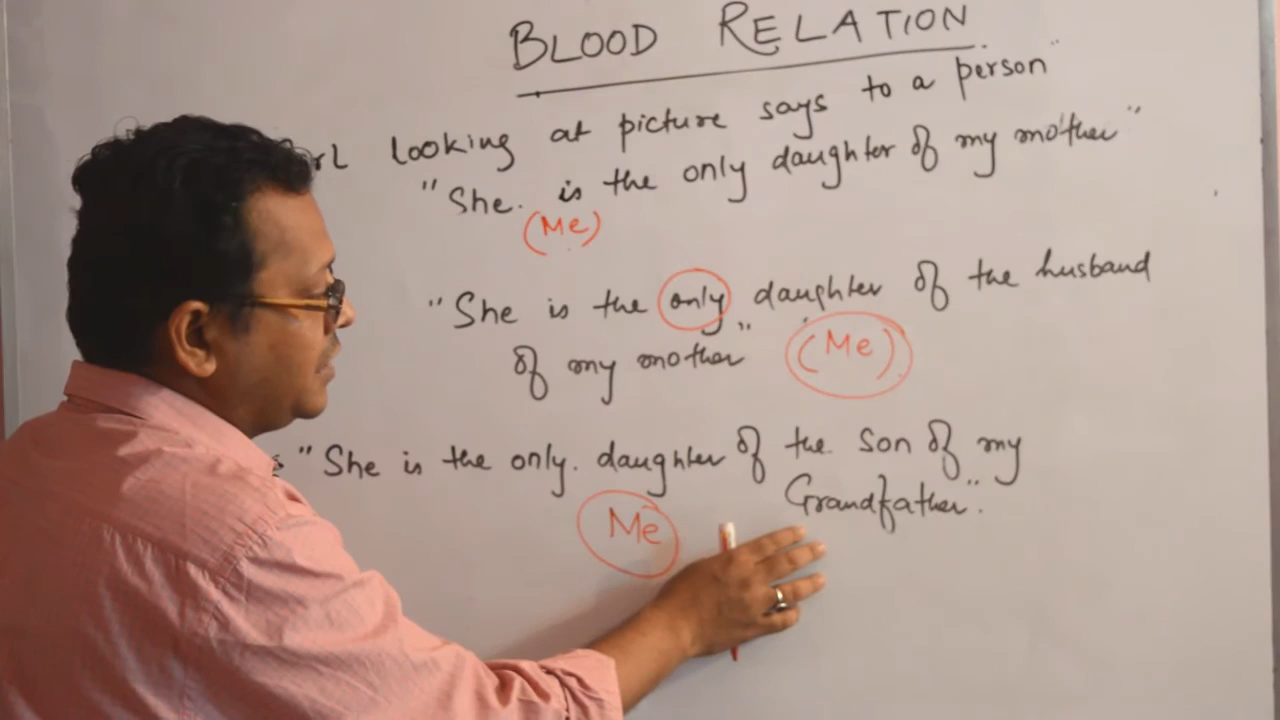 BLOOD RELATION
looking at picture says to a person"
"She. is the only daughter of my mother"
(Me)
"She is the only daughter of the husband
of my mother" (Me)
"She is the only. daughter of the son of my
Grandfather".
Me